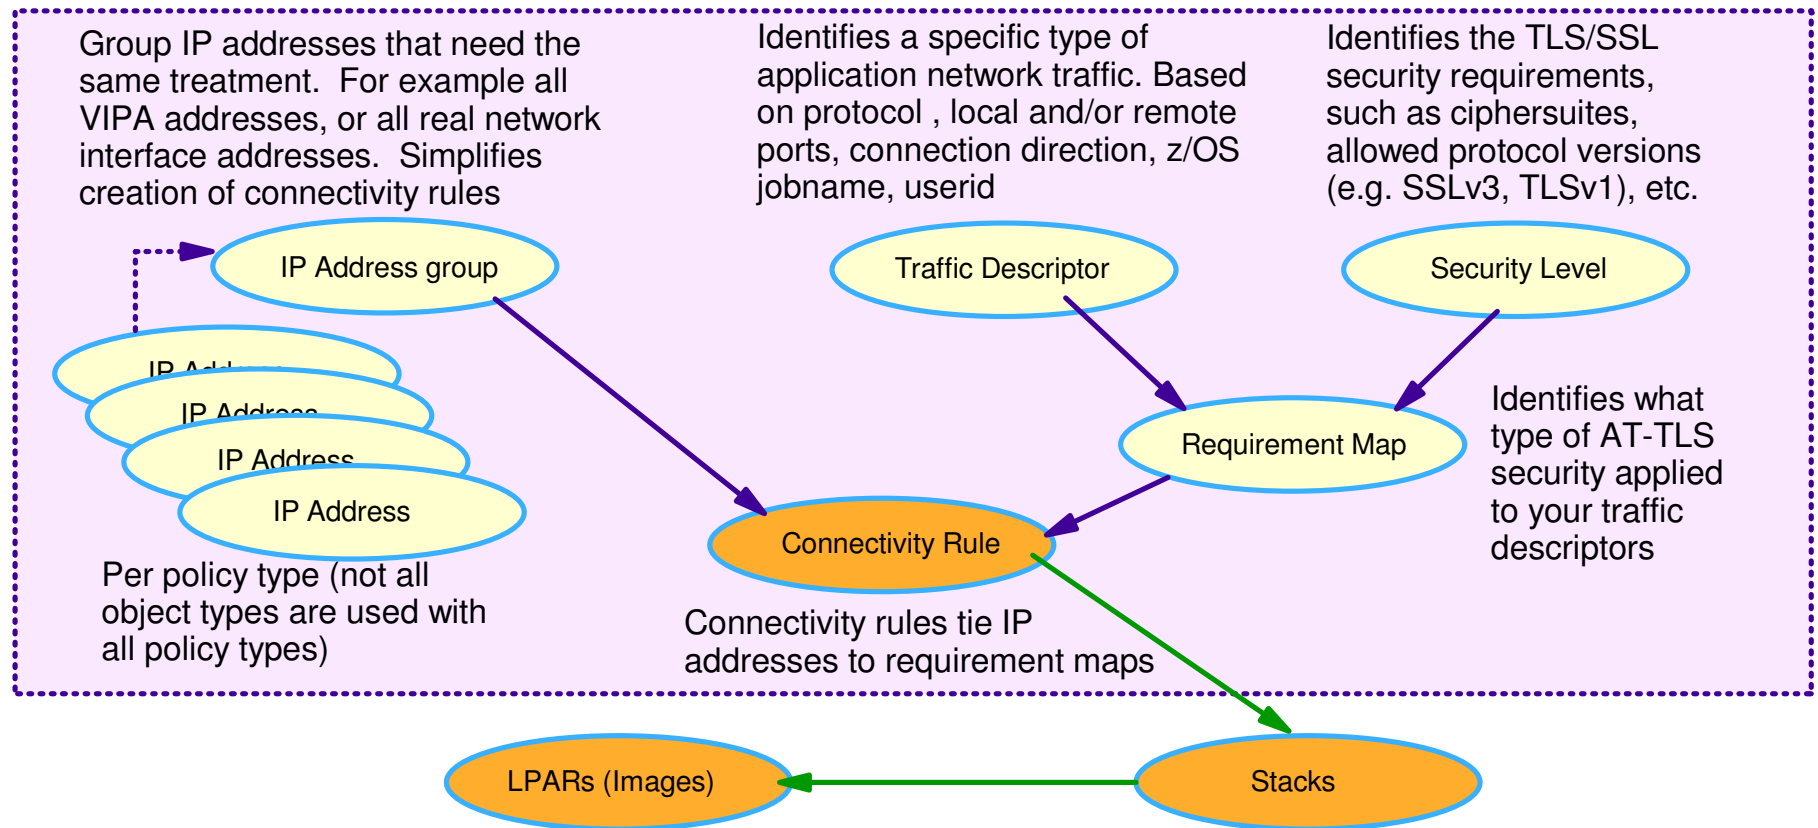 Group IP addresses that need the
same treatment.  For example all
VIPA addresses, or all real network
interface addresses.  Simplifies
creation of connectivity rules
Identifies a specific type of
application network traffic. Based
on protocol , local and/or remote
ports, connection direction, z/OS
jobname, userid
Identifies the TLS/SSL
security requirements,
such as ciphersuites,
allowed protocol versions
(e.g. SSLv3, TLSv1), etc.
IP Address group
Traffic Descriptor
Security Level
IP Address
IP Address
IP Address
IP Address
Requirement Map
Identifies what
type of AT-TLS
security applied
to your traffic
descriptors
Connectivity Rule
Per policy type (not all
object types are used with
all policy types)
Connectivity rules tie IP
addresses to requirement maps
LPARs (Images)
Stacks